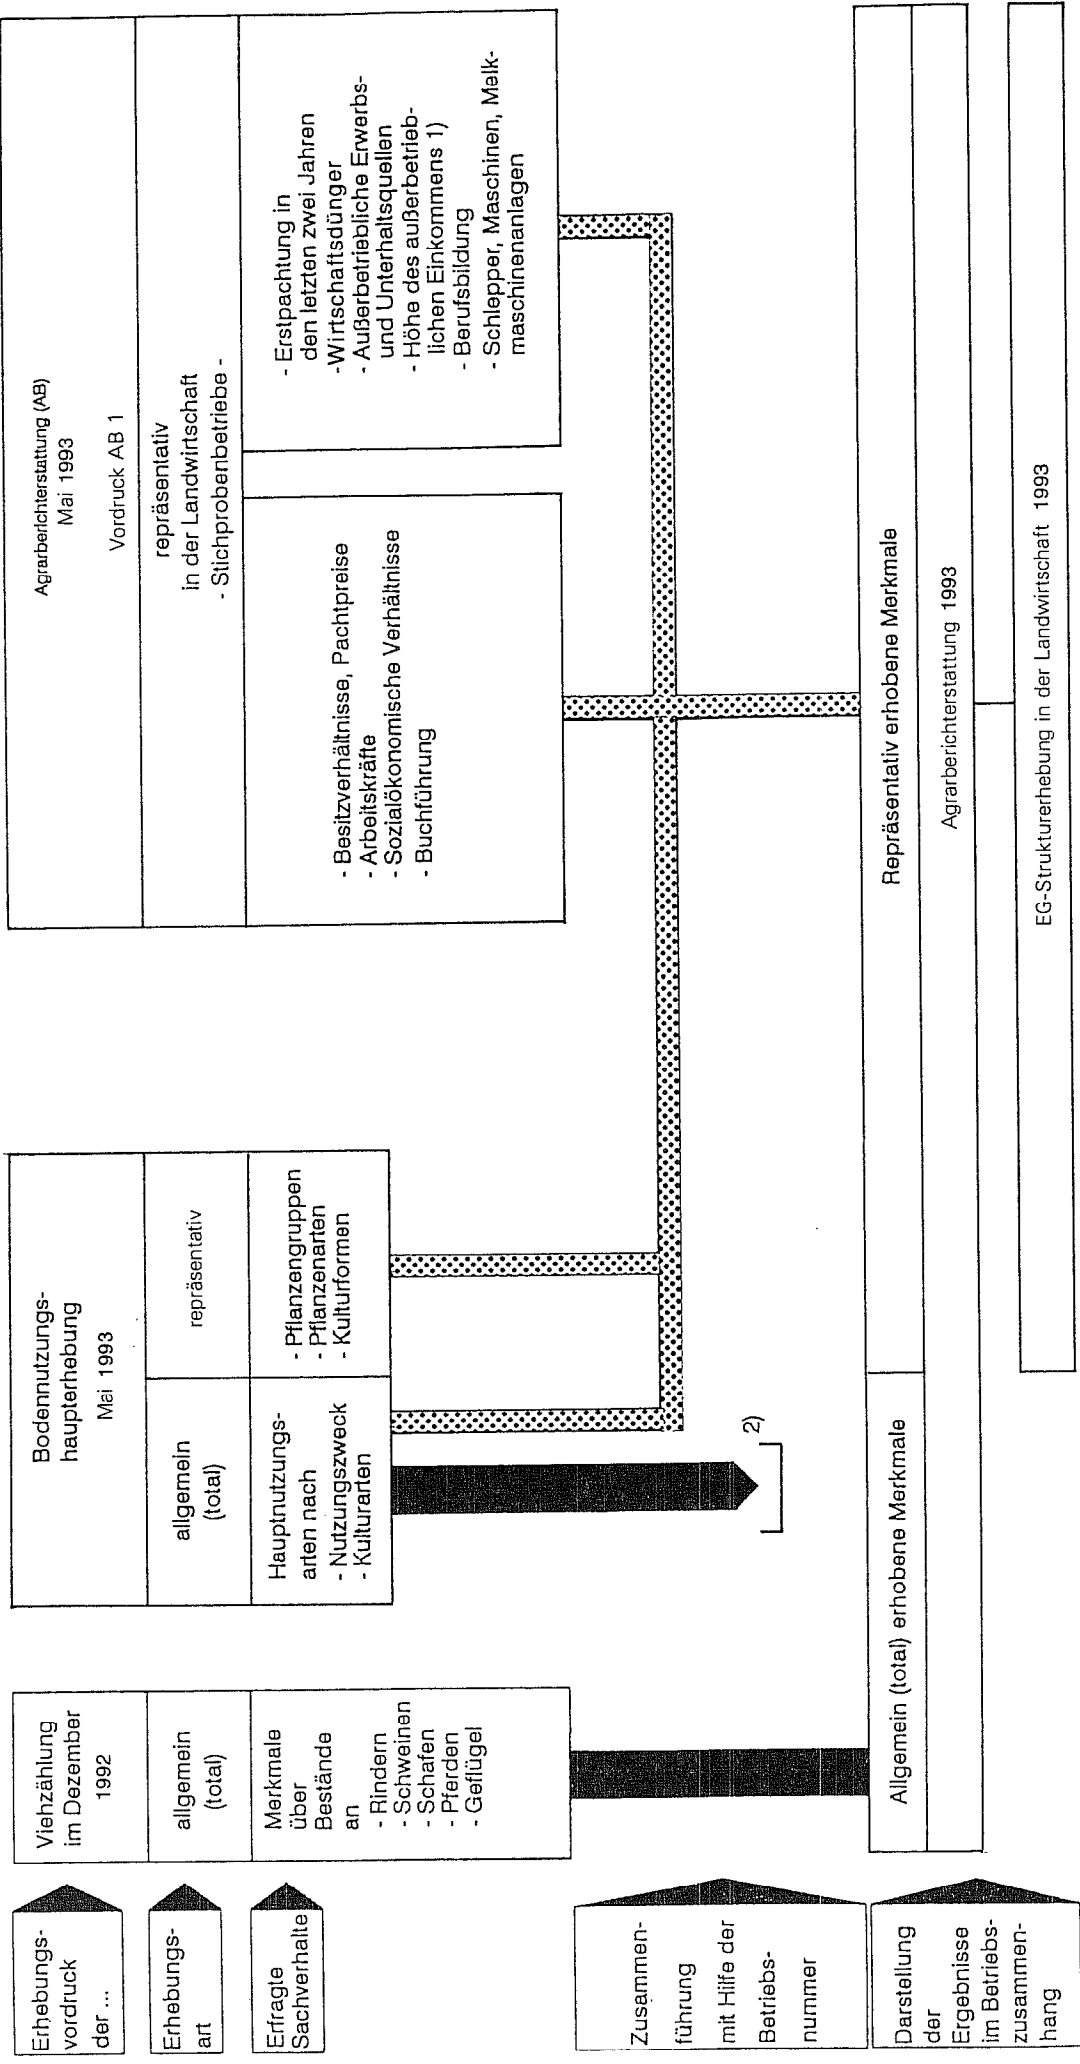 Erhebungs-
vordruck
der ...
Viehzählung
im Dezember
1992
Bodennutzungs-
haupterhebung
Mai 1993
Agrarberichterstattung (AB)
Mai 1993
Vordruck AB 1
Erhebungs-
art
allgemein
(total)
allgemein
(total)
repräsentativ
repräsentativ
in der Landwirtschaft
- Stichprobenbetriebe -
Erfragte
Sachverhalte
Merkmale
über
Bestände
an
- Rindern
- Schweinen
- Schafen
- Pferden
- Geflügel
Hauptnutzungs-
arten nach
- Nutzungszweck
- Kulturarten
- Pflanzengruppen
- Pflanzenarten
- Kulturformen
- Besitzverhältnisse, Pachtpreise
- Arbeitskräfte
- Sozialökonomische Verhältnisse
- Buchführung
- Erstpachtung in
den letzten zwei Jahren
-Wirtschaftsdünger
- Außerbetriebliche Erwerbs-
und Unterhaltsquellen
- Höhe des außerbetrieb-
lichen Einkommens 1)
- Berufsbildung
- Schlepper, Maschinen, Melk-
maschinenanlagen
Zusammen-
führung
mit Hilfe der
Betriebs-
nummer
2)
Darstellung
der
Ergebnisse
im Betriebs-
zusammen-
hang
Allgemein (total) erhobene Merkmale
Repräsentativ erhobene Merkmale
Agrarberichterstattung 1993
EG-Strukturerhebung in der Landwirtschaft 1993